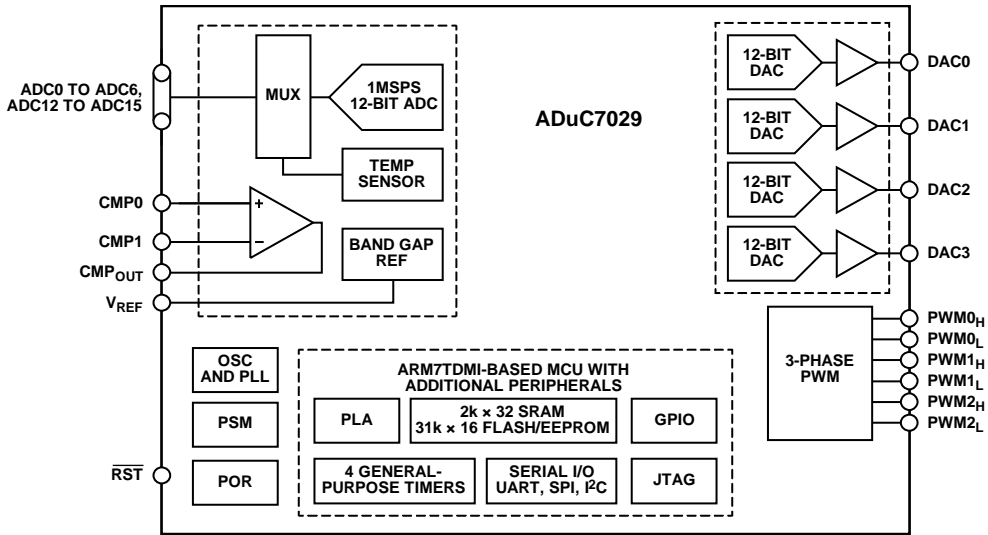 ADuC7029
ADC0 TO ADC6,
ADC12 TO ADC15
MUX
1MSPS
12-BIT ADC
TEMP
SENSOR
CMP0
+
CMP1
−
CMPOUT
BAND GAP
REF
VREF
12-BIT
DAC
DAC0
12-BIT
DAC
DAC1
12-BIT
DAC
DAC2
12-BIT
DAC
DAC3
3-PHASE
PWM
PWM0H
PWM0L
PWM1H
PWM1L
PWM2H
PWM2L
OSC
AND PLL
PSM
RST
POR
ARM7TDMI-BASED MCU WITH
ADDITIONAL PERIPHERALS
PLA
2k × 32 SRAM
31k × 16 FLASH/EEPROM
GPIO
4 GENERAL-
PURPOSE TIMERS
SERIAL I/O
UART, SPI, I²C
JTAG